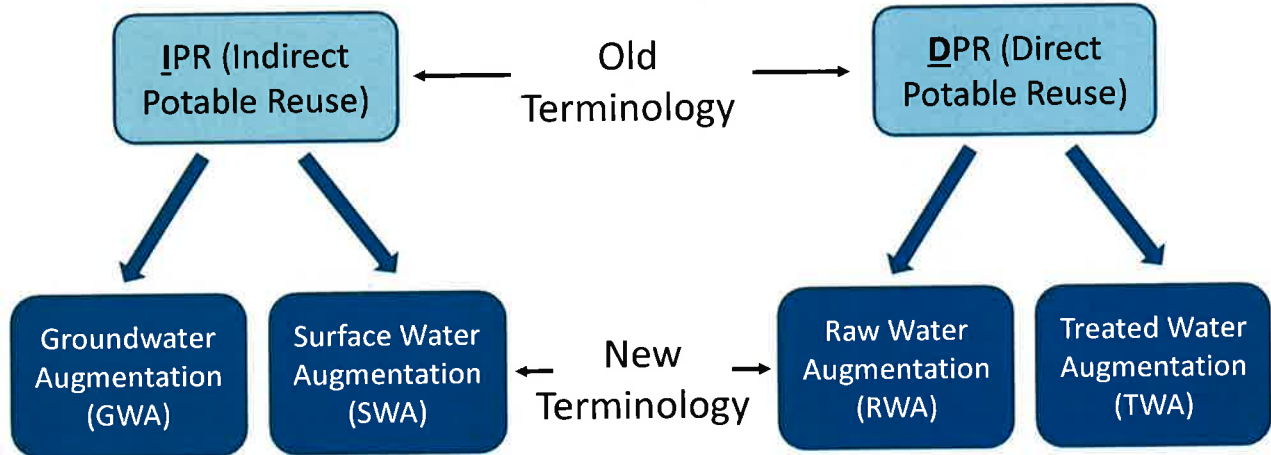 IPR (Indirect
Potable Reuse)
Old
Terminology
DPR (Direct
Potable Reuse)
Groundwater
Augmentation
(GWA)
Surface Water
Augmentation
(SWA)
New
Terminology
Raw Water
Augmentation
(RWA)
Treated Water
Augmentation
(TWA)